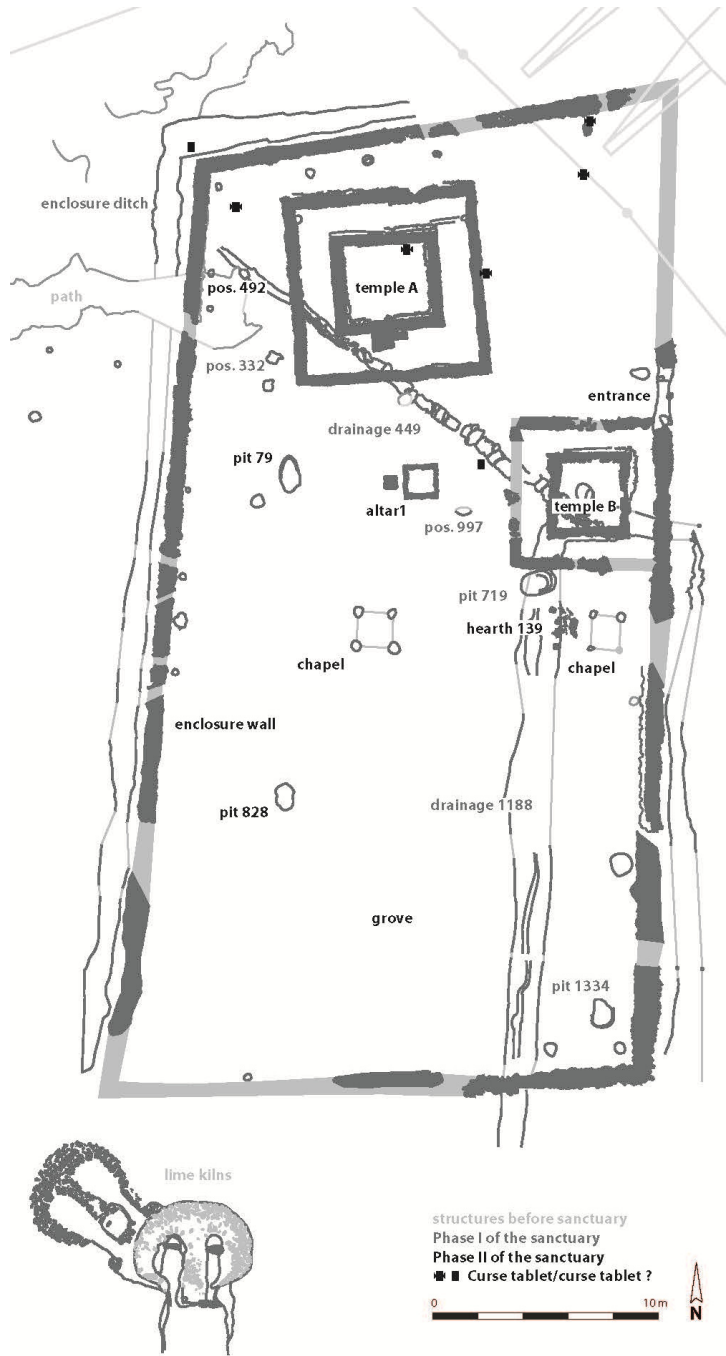 enclosure ditch
path
pos. 492
temple A
pos. 332
entrance
drainage 449
pit 79
altar1
temple B
pos. 997
pit 719
hearth 139
chapel
chapel
enclosure wall
pit 828
drainage 1188
grove
pit 1334
lime kilns
structures before sanctuary
Phase I of the sanctuary
Phase II of the sanctuary
Curse tablet/curse tablet ?
0 10 m
N